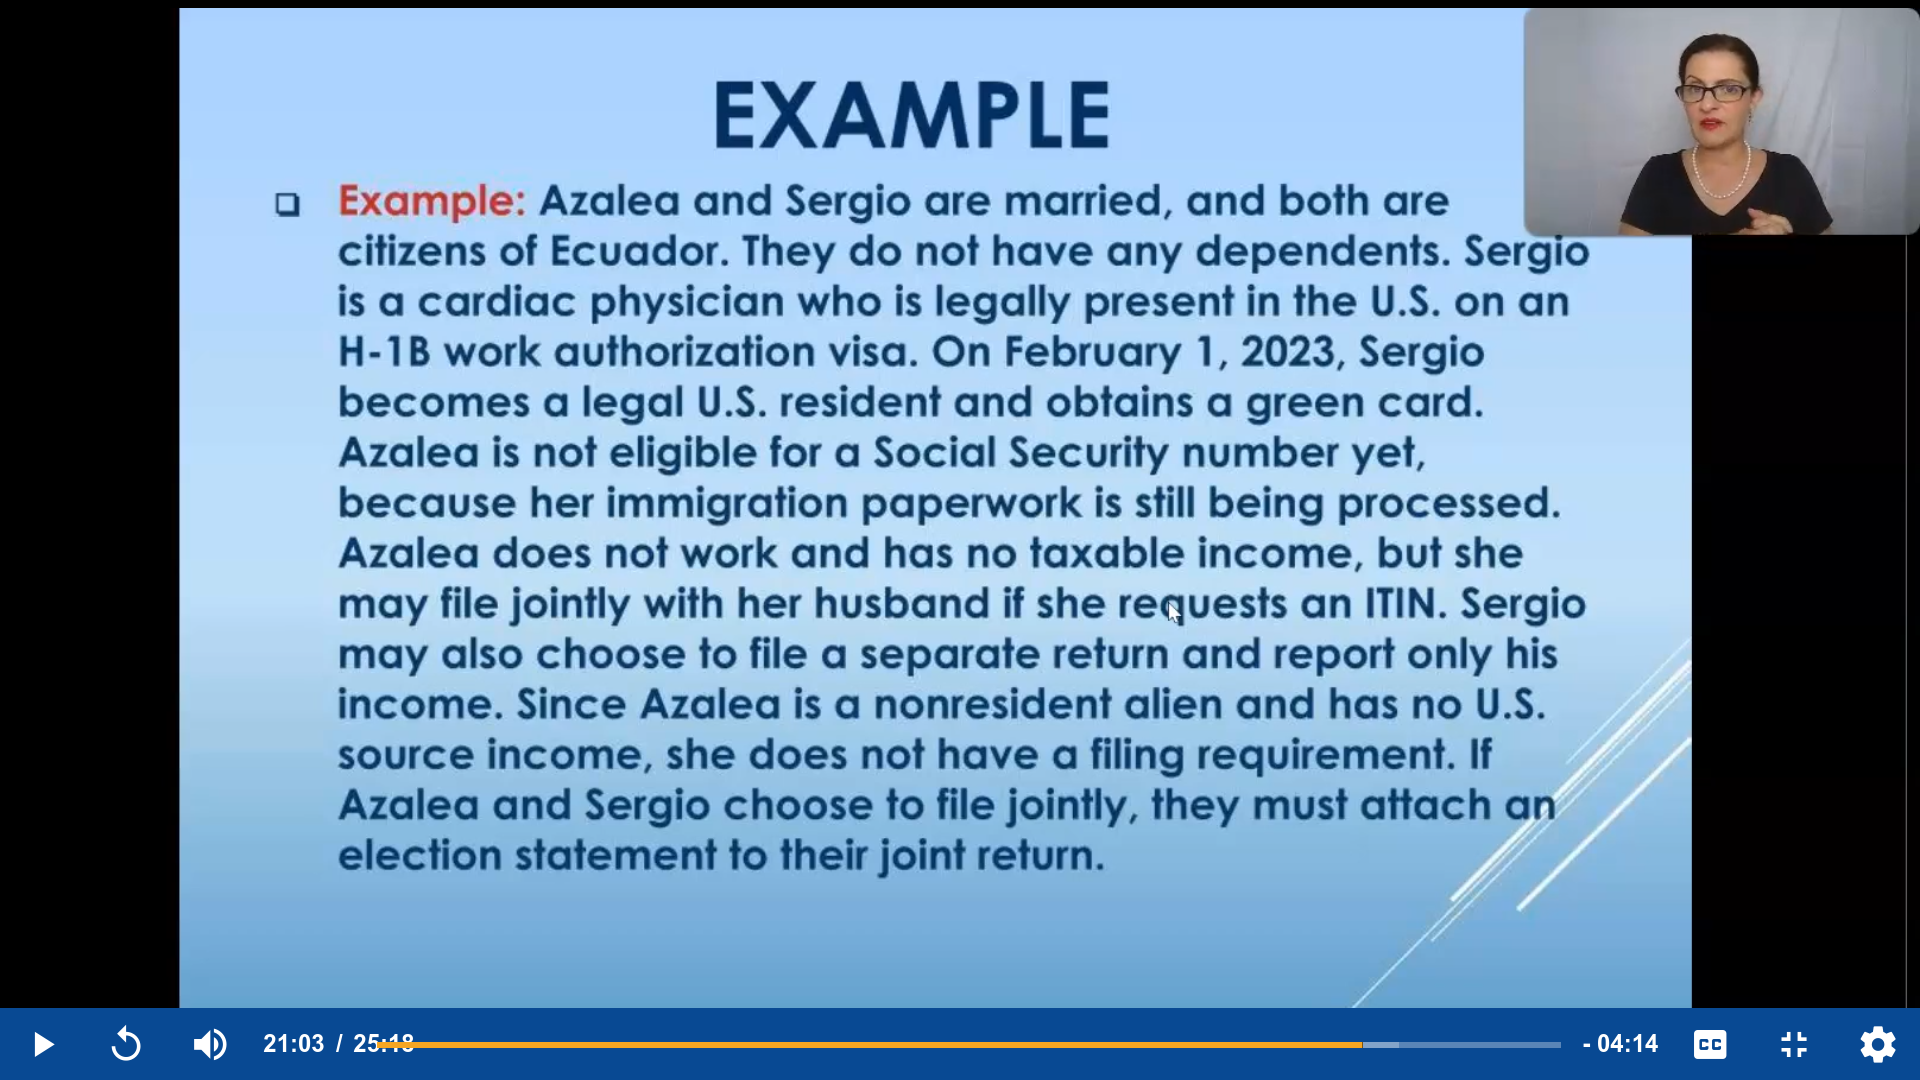 EXAMPLE
Example: Azalea and Sergio are married, and both are
citizens of Ecuador. They do not have any dependents. Sergio
is a cardiac physician who is legally present in the U.S. on an
H-1B work authorization visa. On February 1, 2023, Sergio
becomes a legal U.S. resident and obtains a green card.
Azalea is not eligible for a Social Security number yet,
because her immigration paperwork is still being processed.
Azalea does not work and has no taxable income, but she
may file jointly with her husband if she requests an ITIN. Sergio
may also choose to file a separate return and report only his
income. Since Azalea is a nonresident alien and has no U.S.
source income, she does not have a filing requirement. If
Azalea and Sergio choose to file jointly, they must attach an
election statement to their joint return.
21:03 / 25:18 - 04:14 CC